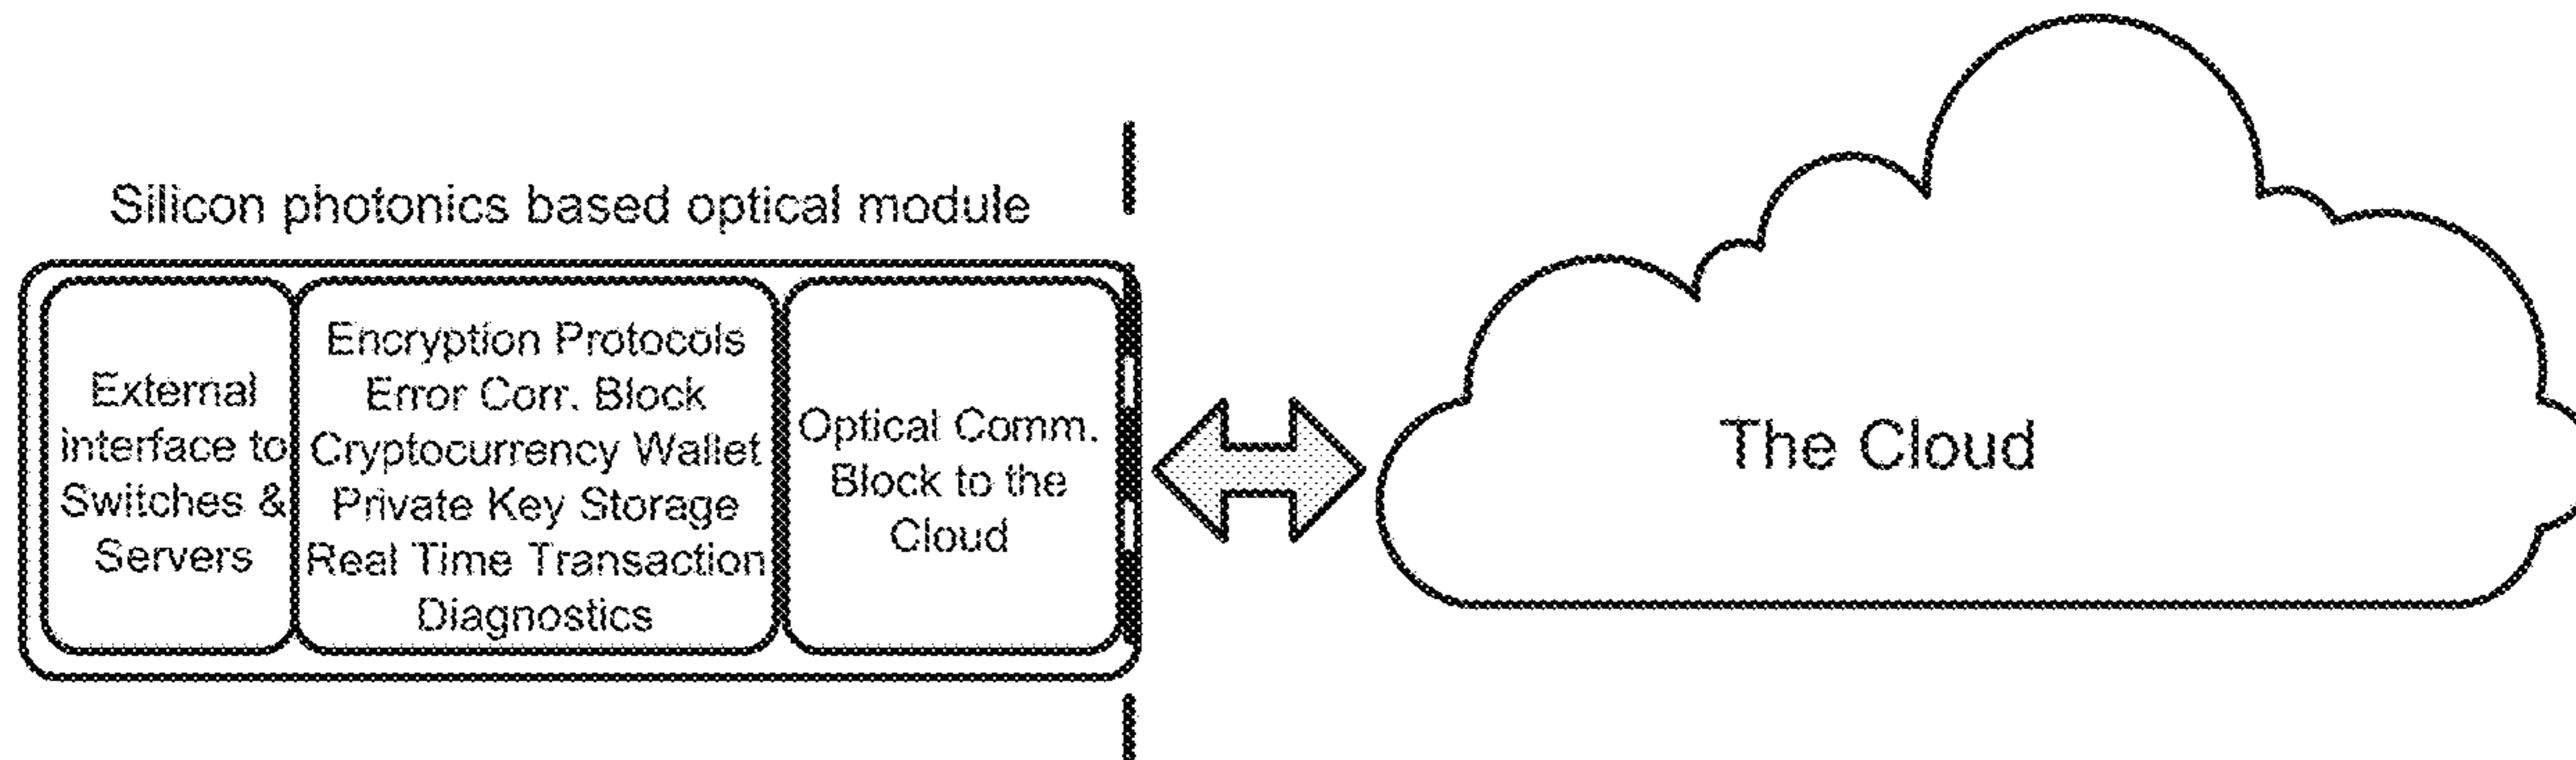 Silicon photonics based optical module
External
interface to
Switches &
Servers
Encryption Protocols
Error Corr. Block
Cryptocurrency Wallet
Private Key Storage
Real Time Transaction
Diagnostics
Optical Comm.
Block to the
Cloud
The Cloud